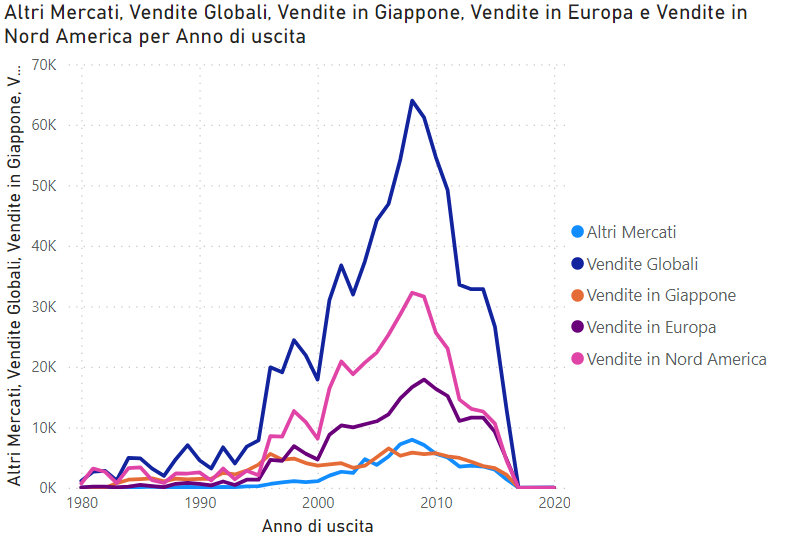 Altri Mercati, Vendite Globali, Vendite in Giappone, Vendite in Europa e Vendite in
Nord America per Anno di uscita
Altri Mercati, Vendite Globali, Vendite in Giappone, V...
70K
60K
50K
40K
30K
20K
10K
0K
1980
1990
2000
2010
2020
Anno di uscita
Altri Mercati
Vendite Globali
Vendite in Giappone
Vendite in Europa
Vendite in Nord America